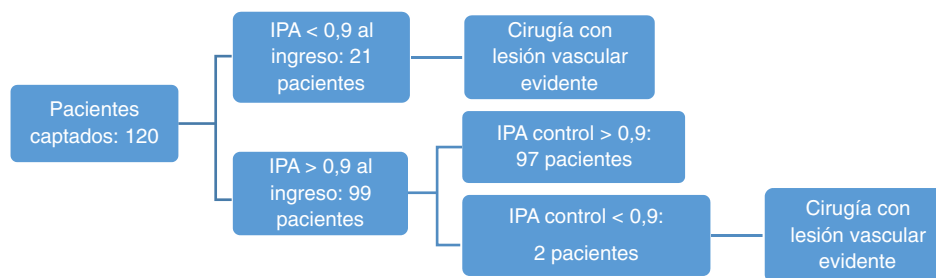 Pacientes
captados: 120
IPA < 0,9 al
ingreso: 21
pacientes
Cirugía con
lesión vascular
evidente
IPA > 0,9 al
ingreso: 99
pacientes
IPA control > 0,9:
97 pacientes
IPA control < 0,9:
2 pacientes
Cirugía con
lesión vascular
evidente